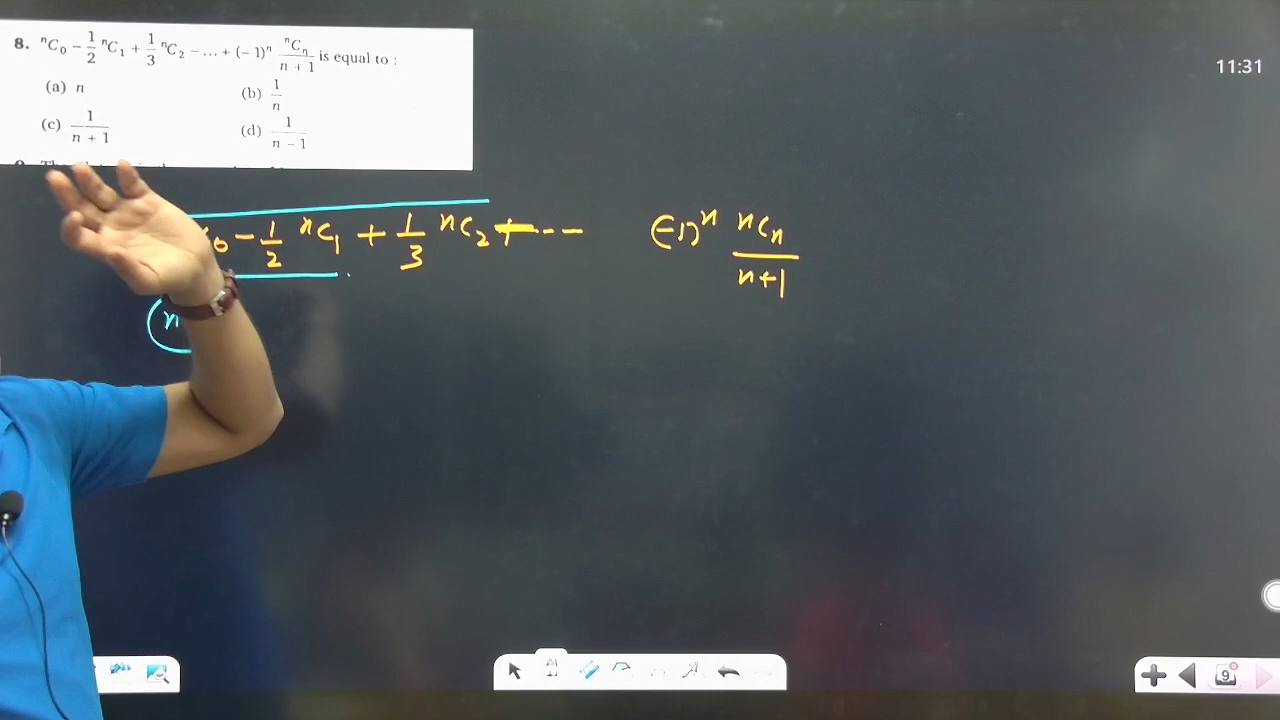 8. ⁿC₀ − 1/2 ⁿC₁ + 1/3 ⁿC₂ − ... + (− 1)ⁿ ⁿCₙ/(n + 1) is equal to :
(a) n (b) 1/n
(c) 1/(n + 1) (d) 1/(n − 1)
11:31
₀ − 1/2 ⁿC₁ + 1/3 ⁿC₂ + --- (−1)ⁿ ⁿCₙ/(n+1)
n
9